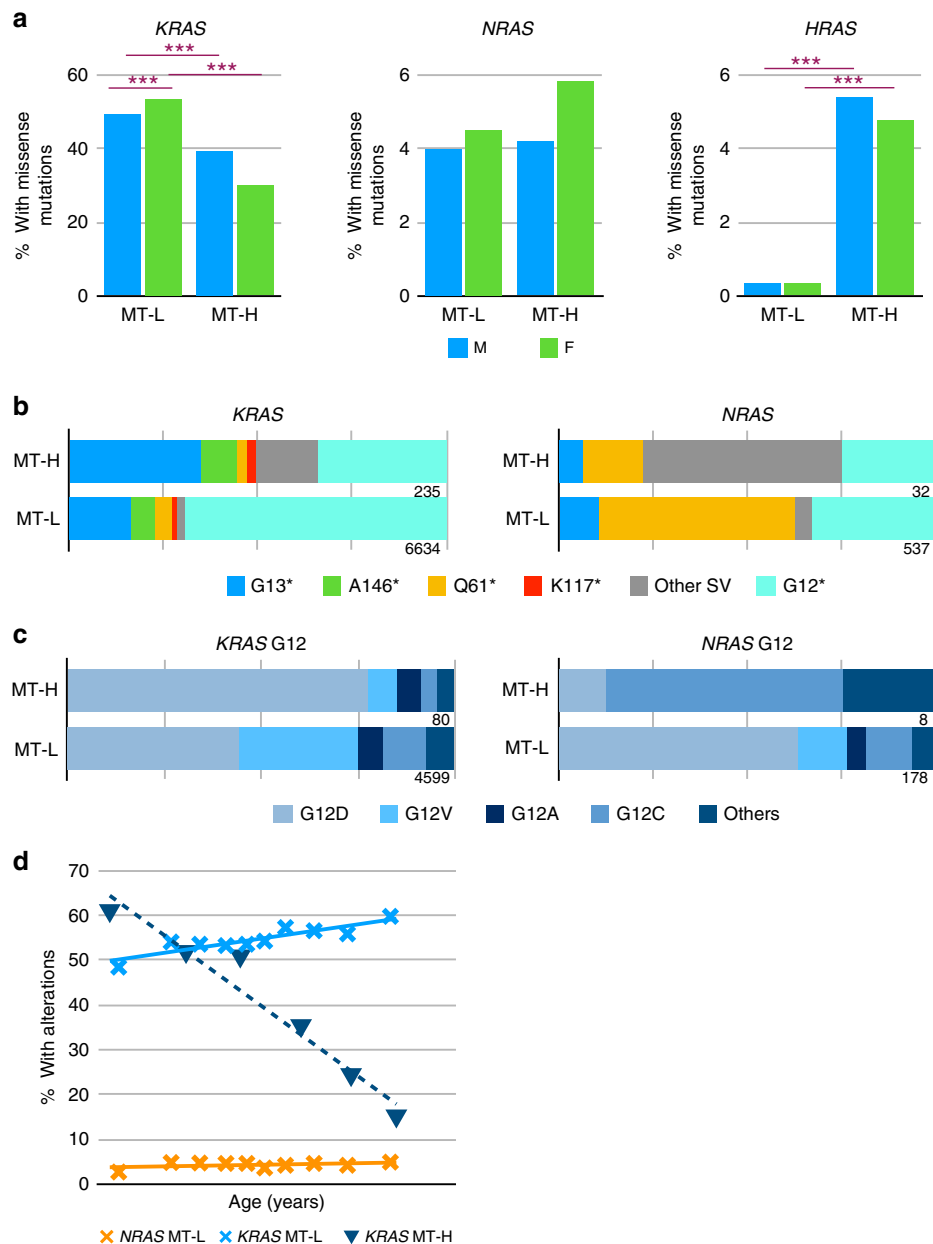 a
KRAS
NRAS
HRAS
***
***
***
***
***
% With missense mutations
60
40
20
0
MT-L
MT-H
% With missense mutations
6
4
2
0
MT-L
MT-H
% With missense mutations
6
4
2
0
MT-L
MT-H
M
F
b
KRAS
NRAS
MT-H
235
MT-L
6634
MT-H
32
MT-L
537
G13*
A146*
Q61*
K117*
Other SV
G12*
c
KRAS G12
NRAS G12
MT-H
80
MT-L
4599
MT-H
8
MT-L
178
G12D
G12V
G12A
G12C
Others
d
% With alterations
70
60
50
40
30
20
10
0
Age (years)
NRAS MT-L
KRAS MT-L
KRAS MT-H